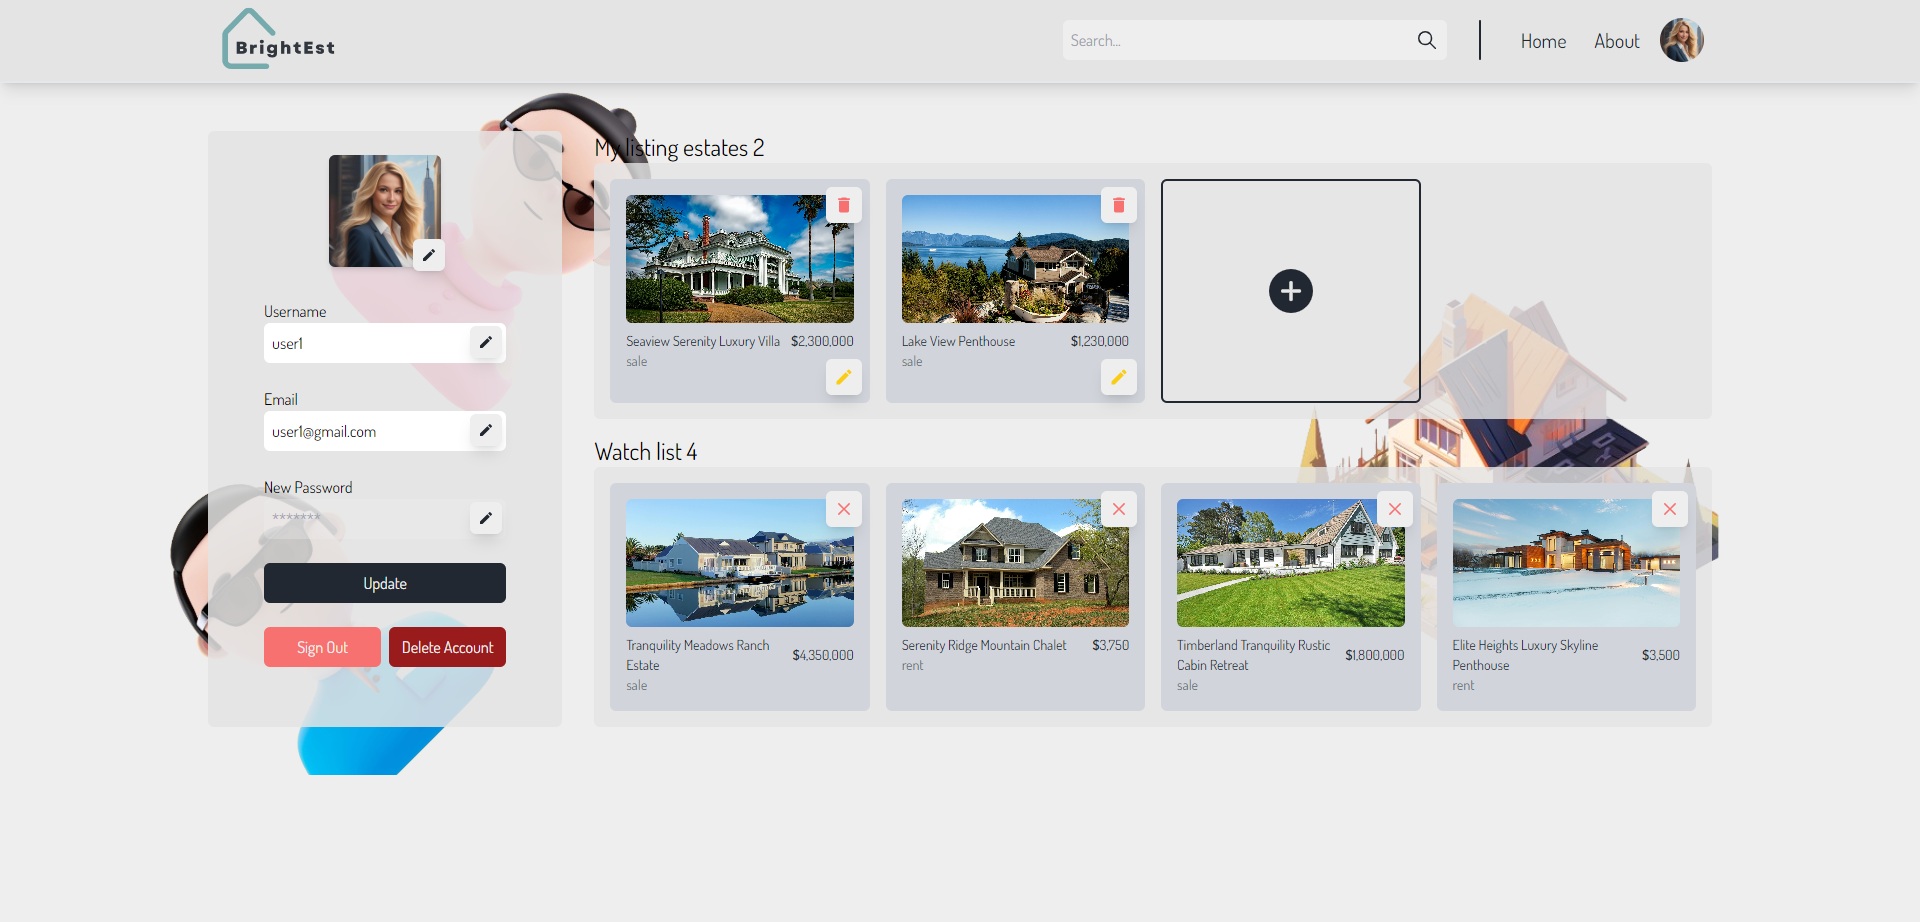 BrightEst
Search...
Home
About
My listing estates 2
Seaview Serenity Luxury Villa
$2,300,000
sale
Lake View Penthouse
$1,230,000
sale
Username
user1
Email
user1@gmail.com
New Password
*******
Update
Sign Out
Delete Account
Watch list 4
Tranquility Meadows Ranch
Estate
$4,350,000
sale
Serenity Ridge Mountain Chalet
$3,750
rent
Timberland Tranquility Rustic
Cabin Retreat
$1,800,000
sale
Elite Heights Luxury Skyline
Penthouse
$3,500
rent